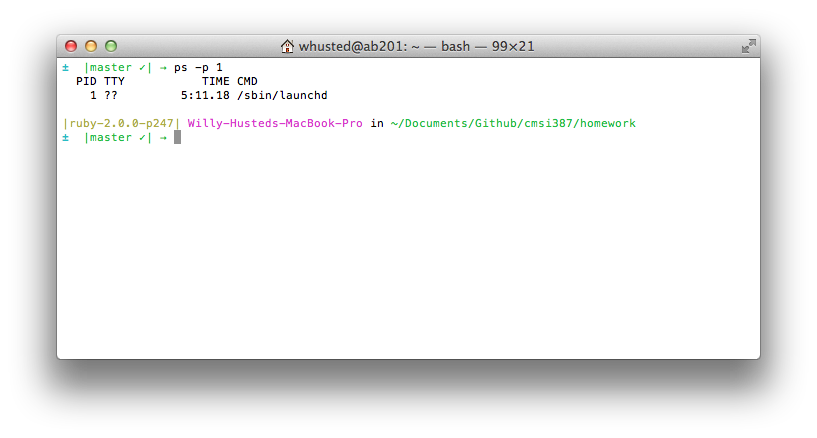 whusted@ab201: ~ — bash — 99×21
±  |master ✓| → ps -p 1
  PID TTY           TIME CMD
    1 ??         5:11.18 /sbin/launchd
|ruby-2.0.0-p247| Willy-Husteds-MacBook-Pro in ~/Documents/Github/cmsi387/homework
±  |master ✓| →